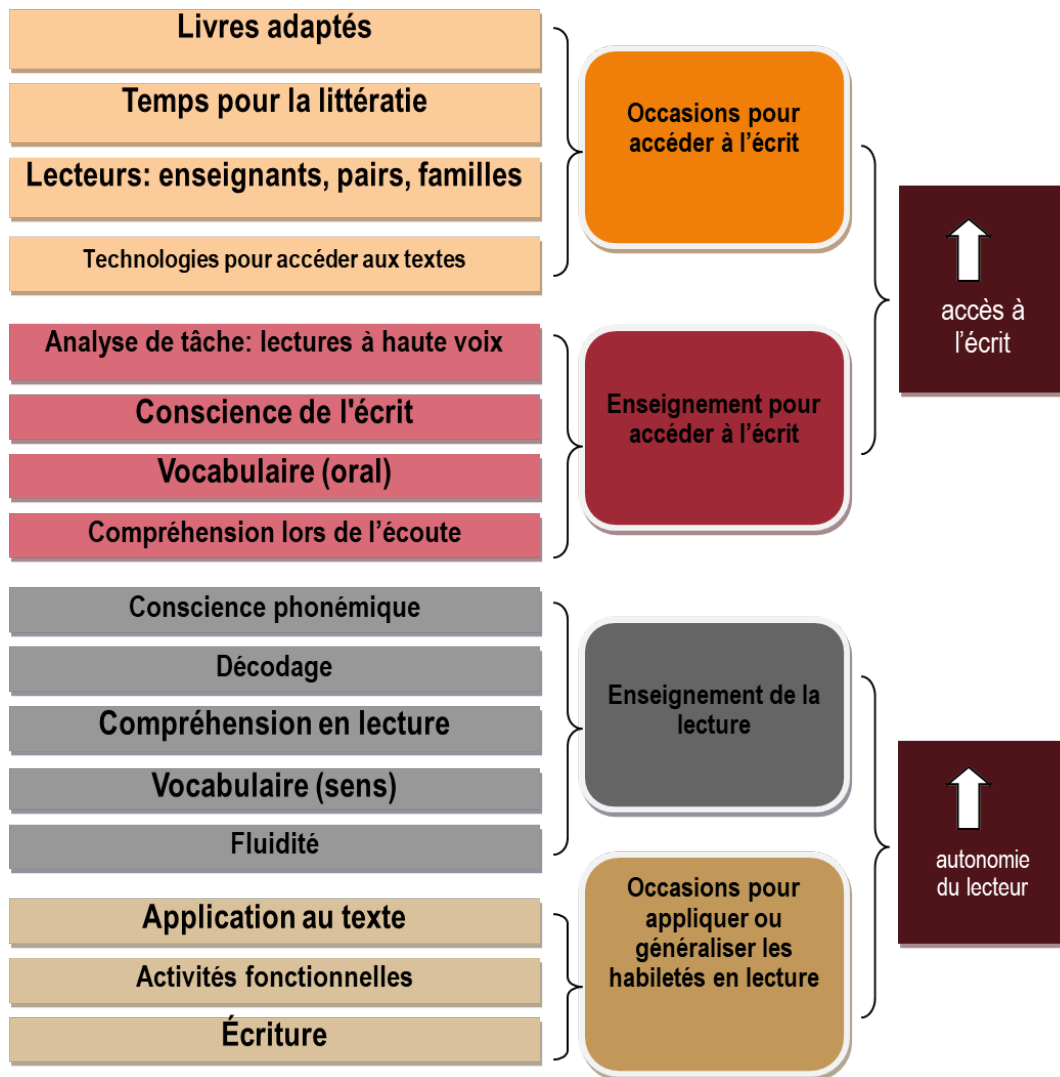 Livres adaptés
Temps pour la littératie
Lecteurs: enseignants, pairs, familles
Technologies pour accéder aux textes
Occasions pour
accéder à l’écrit
Analyse de tâche: lectures à haute voix
Conscience de l'écrit
Vocabulaire (oral)
Compréhension lors de l’écoute
Enseignement pour
accéder à l’écrit
accès à
l’écrit
Conscience phonémique
Décodage
Compréhension en lecture
Vocabulaire (sens)
Fluidité
Enseignement de la
lecture
Application au texte
Activités fonctionnelles
Écriture
Occasions pour
appliquer ou
généraliser les
habiletés en lecture
autonomie
du lecteur